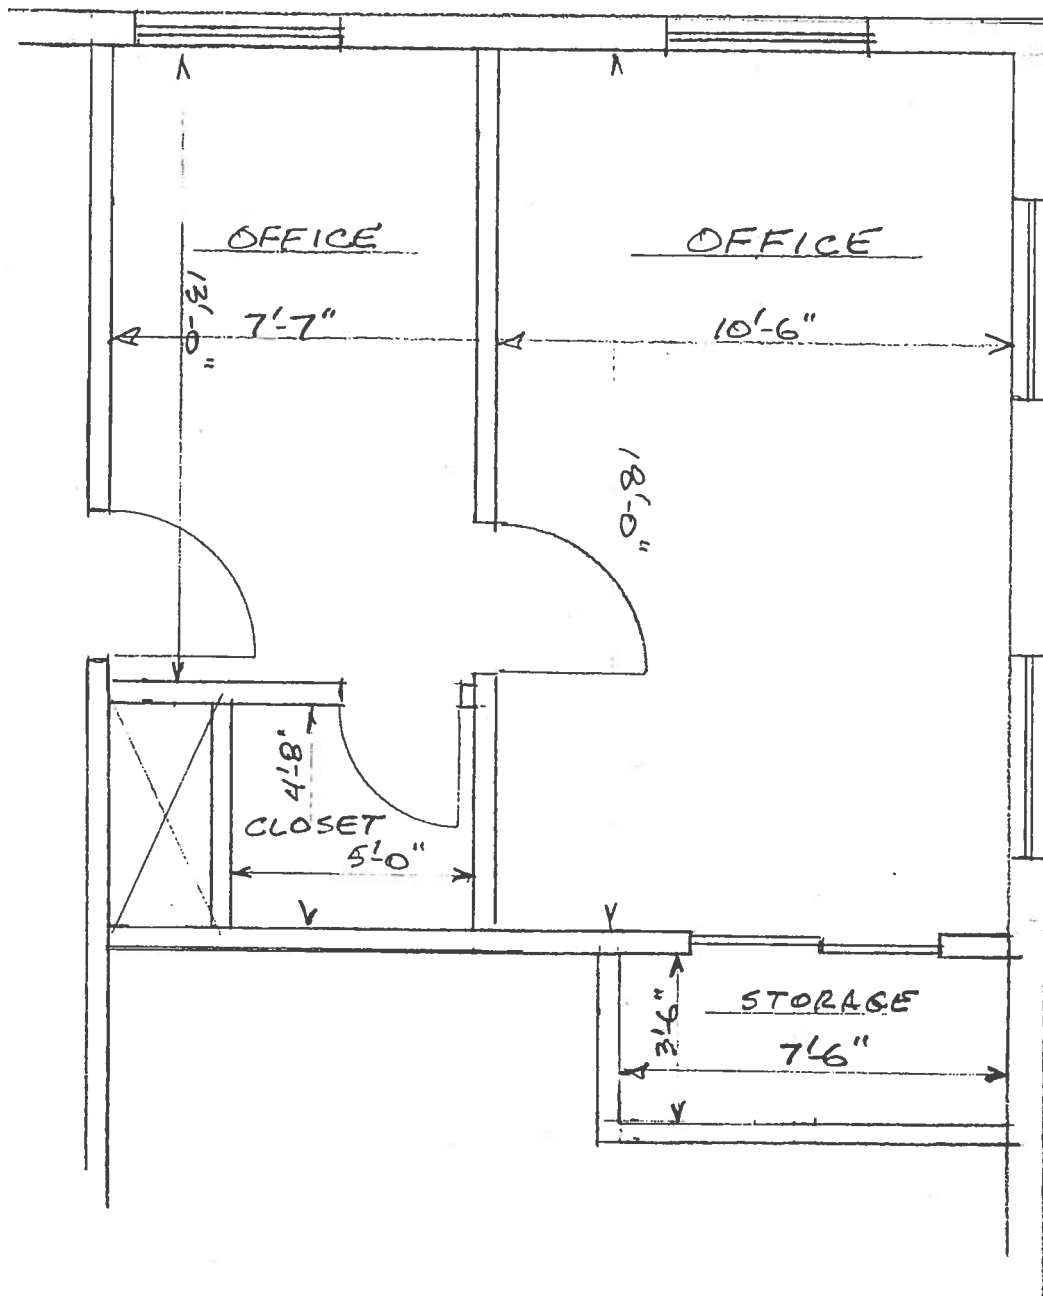 OFFICE
OFFICE
13'-0"
7'-7"
10'-6"
18'-0"
4'-8"
CLOSET
5'-0"
STORAGE
3'-6"
7'-6"